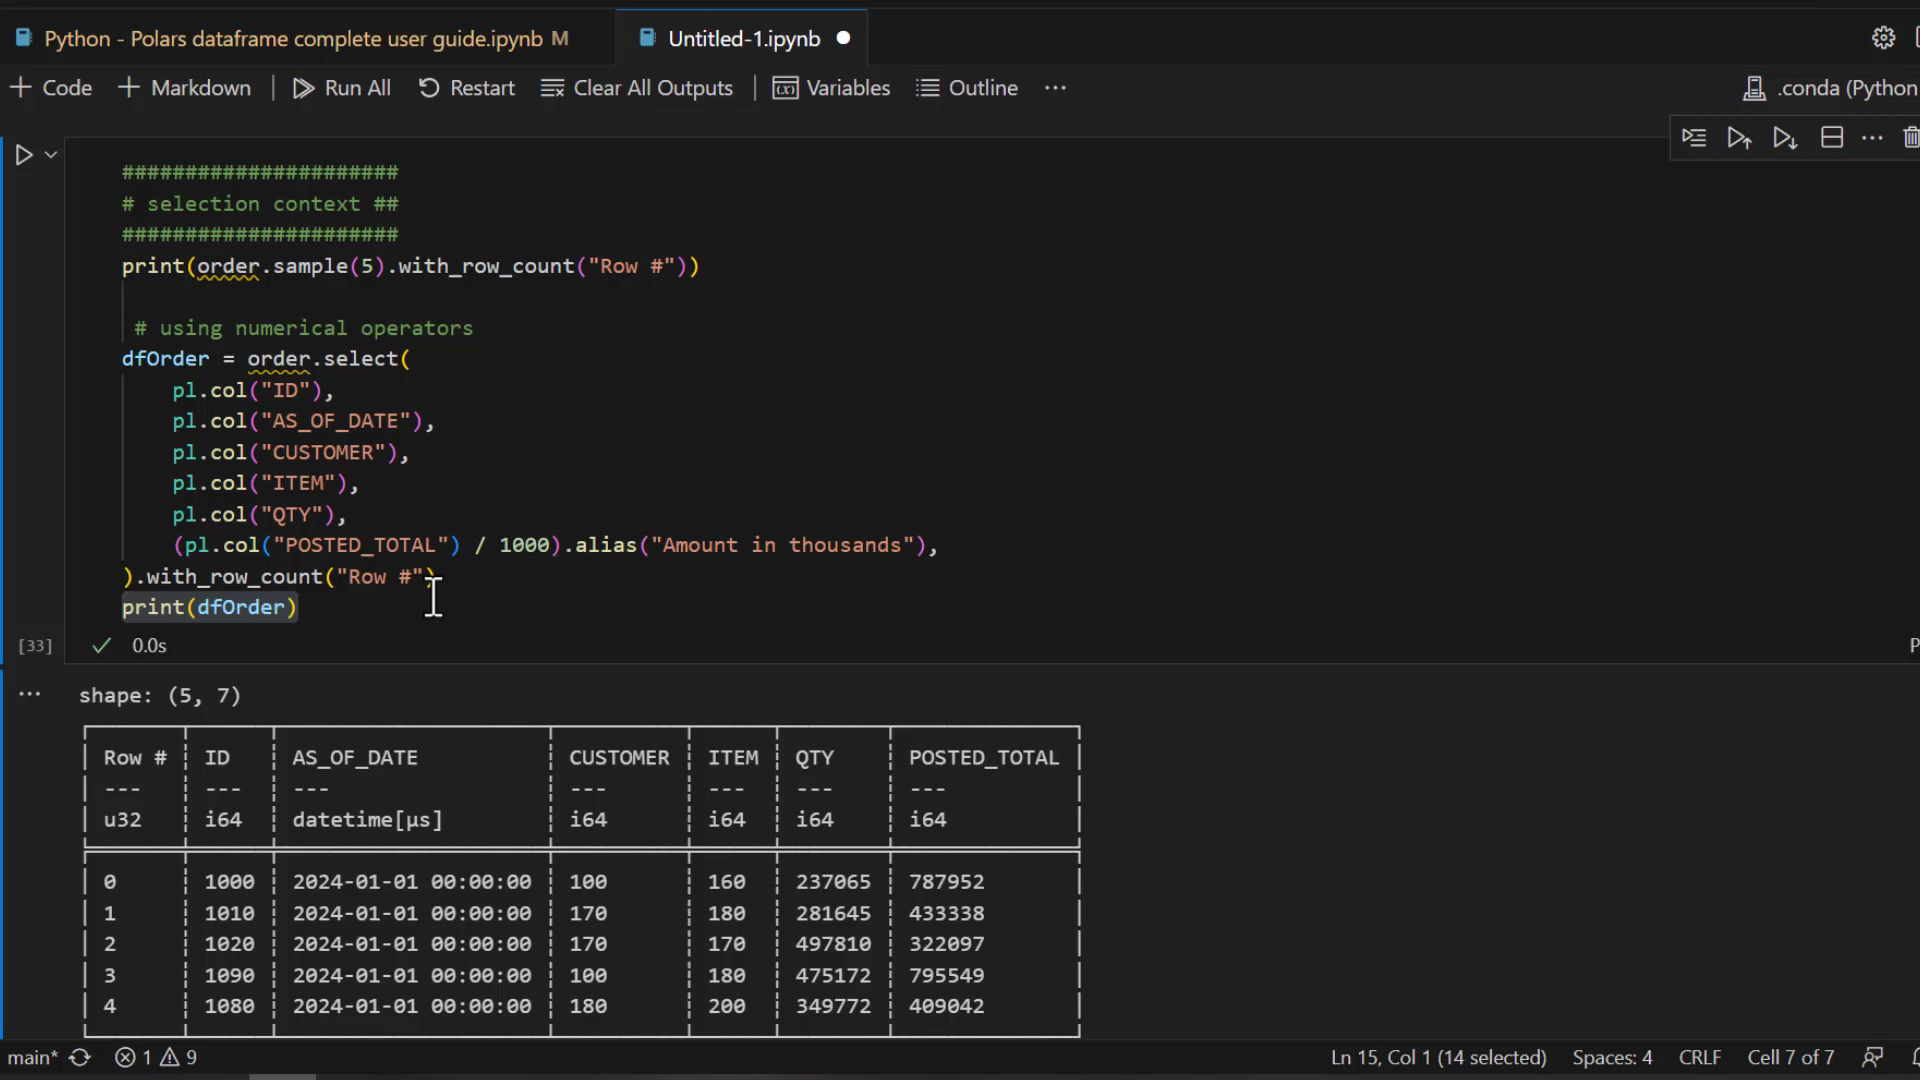 Python - Polars dataframe complete user guide.ipynb M
Untitled-1.ipynb
+ Code + Markdown Run All Restart Clear All Outputs Variables Outline ...
.conda (Python
######################
# selection context ##
######################
print(order.sample(5).with_row_count("Row #"))
# using numerical operators
dfOrder = order.select(
pl.col("ID"),
pl.col("AS_OF_DATE"),
pl.col("CUSTOMER"),
pl.col("ITEM"),
pl.col("QTY"),
(pl.col("POSTED_TOTAL") / 1000).alias("Amount in thousands"),
).with_row_count("Row #")
print(dfOrder)
[33] 0.0s P
... shape: (5, 7)
Row # ID AS_OF_DATE CUSTOMER ITEM QTY POSTED_TOTAL
--- --- --- --- --- --- ---
u32 i64 datetime[μs] i64 i64 i64 i64
0 1000 2024-01-01 00:00:00 100 160 237065 787952
1 1010 2024-01-01 00:00:00 170 180 281645 433338
2 1020 2024-01-01 00:00:00 170 170 497810 322097
3 1090 2024-01-01 00:00:00 100 180 475172 795549
4 1080 2024-01-01 00:00:00 180 200 349772 409042
main* 1 9 Ln 15, Col 1 (14 selected) Spaces: 4 CRLF Cell 7 of 7